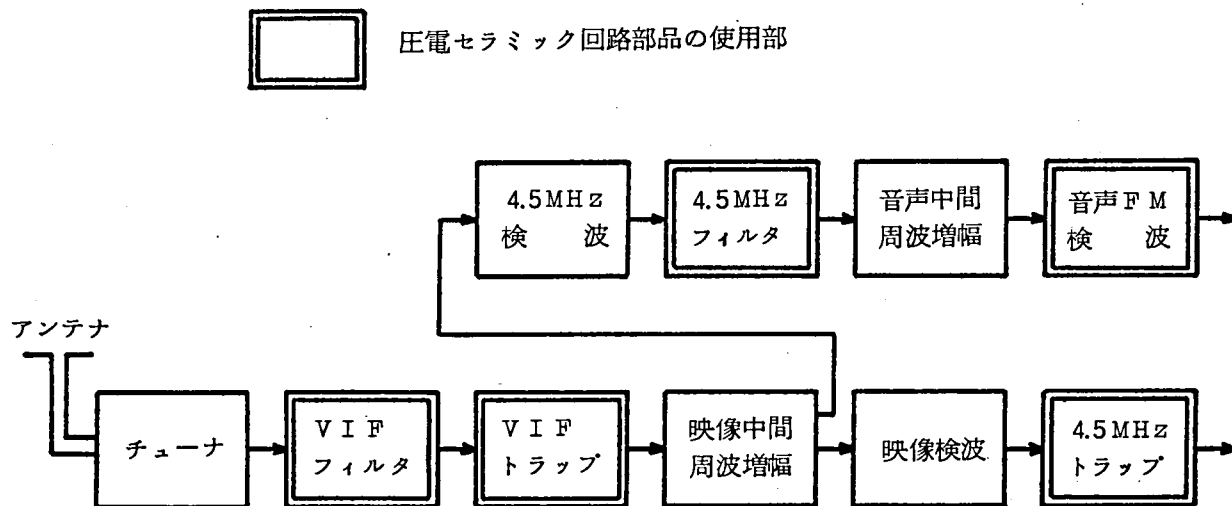 圧電セラミック回路部品の使用部
4.5MHz
検波
4.5MHz
フィルタ
音声中間
周波増幅
音声FM
検波
アンテナ
チューナ
VIF
フィルタ
VIF
トラップ
映像中間
周波増幅
映像検波
4.5MHz
トラップ